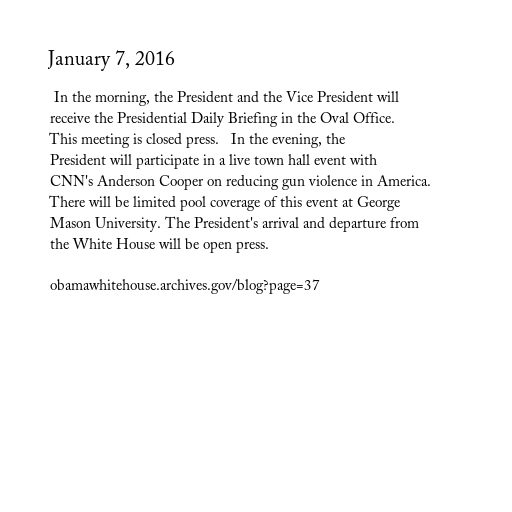 January 7, 2016
In the morning, the President and the Vice President will
receive the Presidential Daily Briefing in the Oval Office.
This meeting is closed press.   In the evening, the
President will participate in a live town hall event with
CNN's Anderson Cooper on reducing gun violence in America.
There will be limited pool coverage of this event at George
Mason University. The President's arrival and departure from
the White House will be open press.
obamawhitehouse.archives.gov/blog?page=37